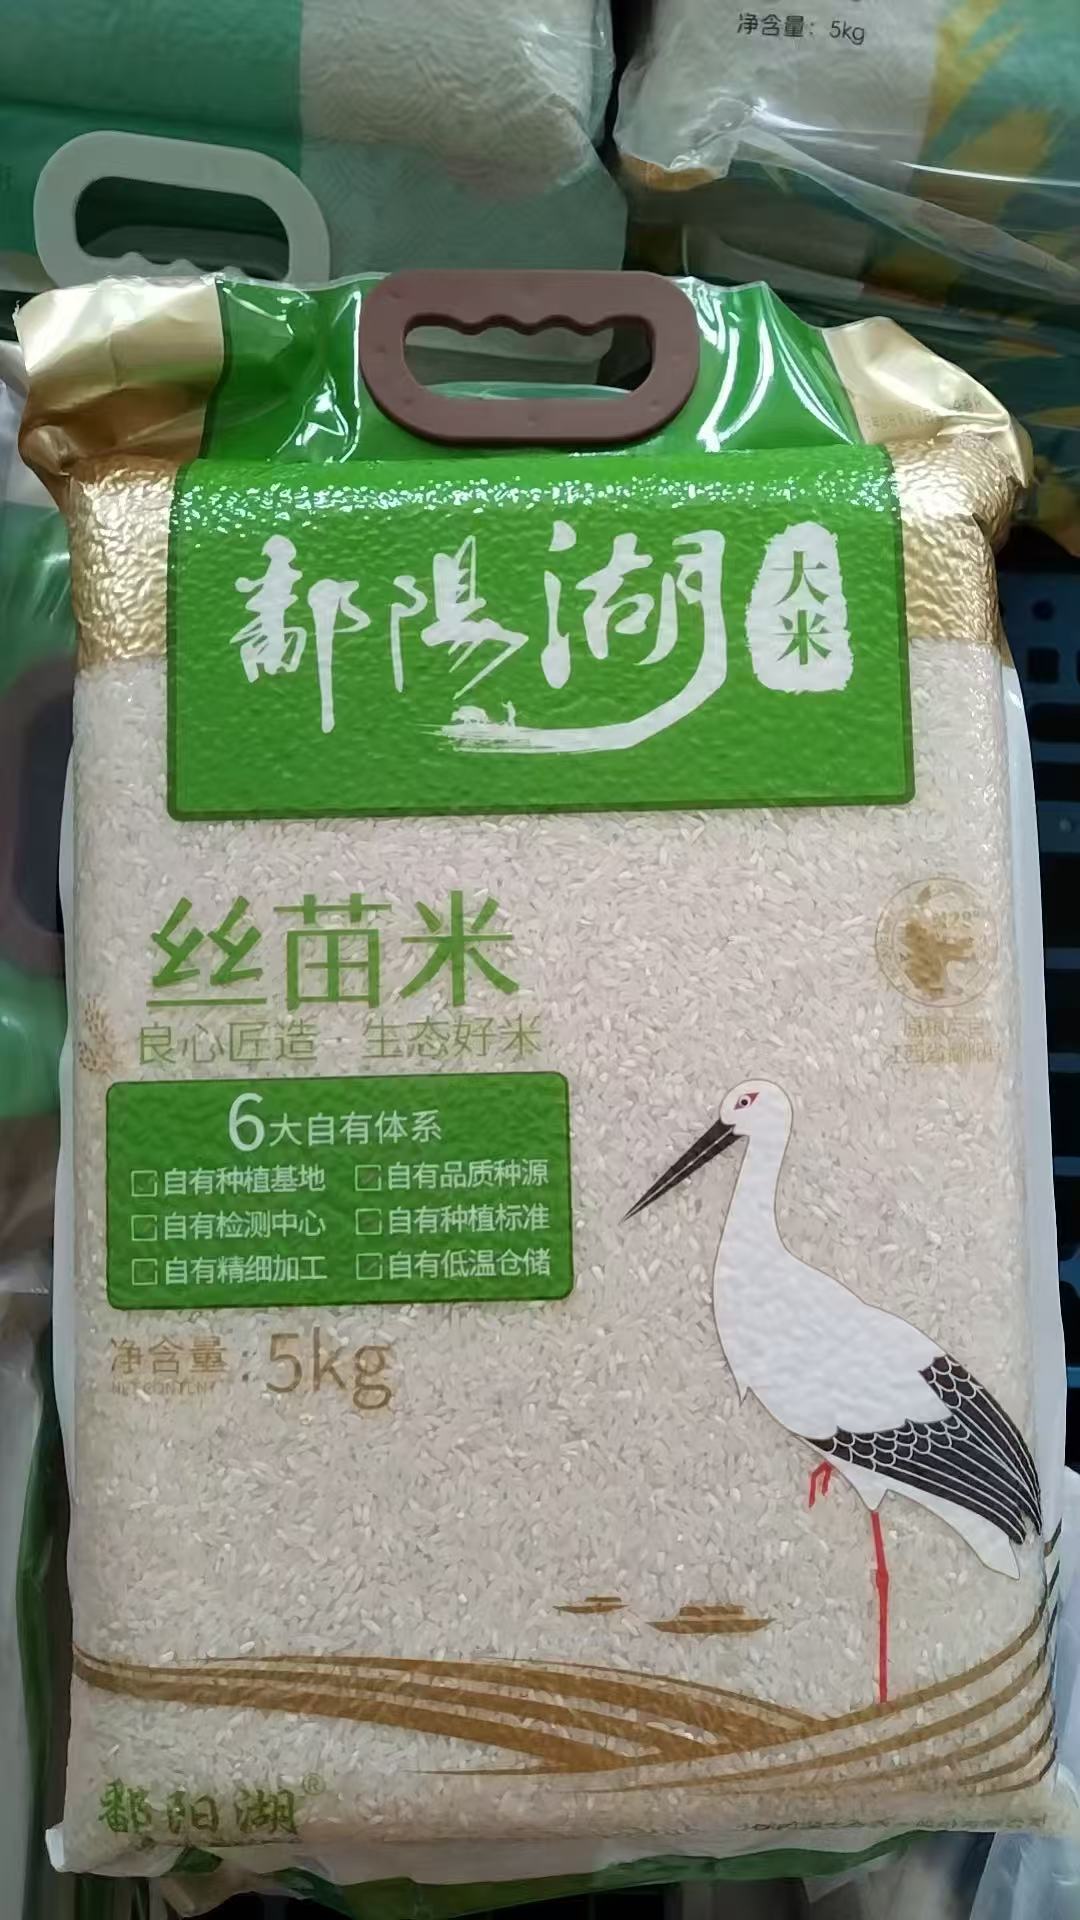 净含量：5kg
鄱陽湖
大米
丝苗米
良心匠造 生态好米
6大自有体系
自有种植基地 自有品质种源
自有检测中心 自有种植标准
自有精细加工 自有低温仓储
净含量：5kg
NET CONTENT
鄱阳湖®